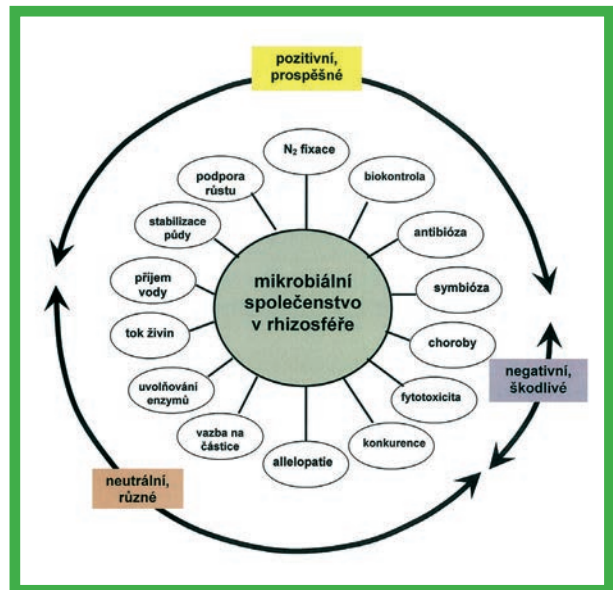 pozitivní,
prospěšné
N₂ fixace
biokontrola
antibióza
symbióza
choroby
fytotoxicita
konkurence
allelopatie
vazba na
částice
uvolňování
enzymů
tok živin
příjem
vody
stabilizace
půdy
podpora
růstu
mikrobiální
společenstvo
v rhizosféře
negativní,
škodlivé
neutrální,
různé